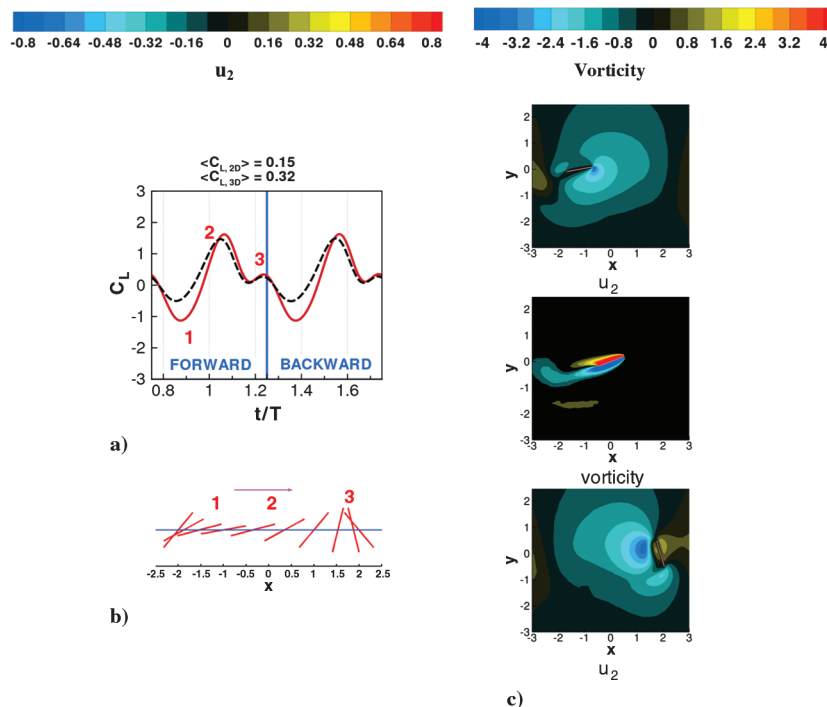 -0.8 -0.64 -0.48 -0.32 -0.16 0 0.16 0.32 0.48 0.64 0.8
u2
-4 -3.2 -2.4 -1.6 -0.8 0 0.8 1.6 2.4 3.2 4
Vorticity
<CL, 2D> = 0.15
<CL, 3D> = 0.32
3
2
1
0
-1
-2
-3
CL
2
3
1
FORWARD
BACKWARD
0.8 1 1.2 1.4 1.6
t/T
a)
1 2 3
-2.5 -2 -1.5 -1 -0.5 0 0.5 1 1.5 2 2.5
x
b)
2
1
0
-1
-2
-3
y
-3 -2 -1 0 1 2 3
x
u2
2
1
0
-1
-2
-3
y
-3 -2 -1 0 1 2 3
x
vorticity
2
1
0
-1
-2
-3
y
-3 -2 -1 0 1 2 3
x
u2
c)